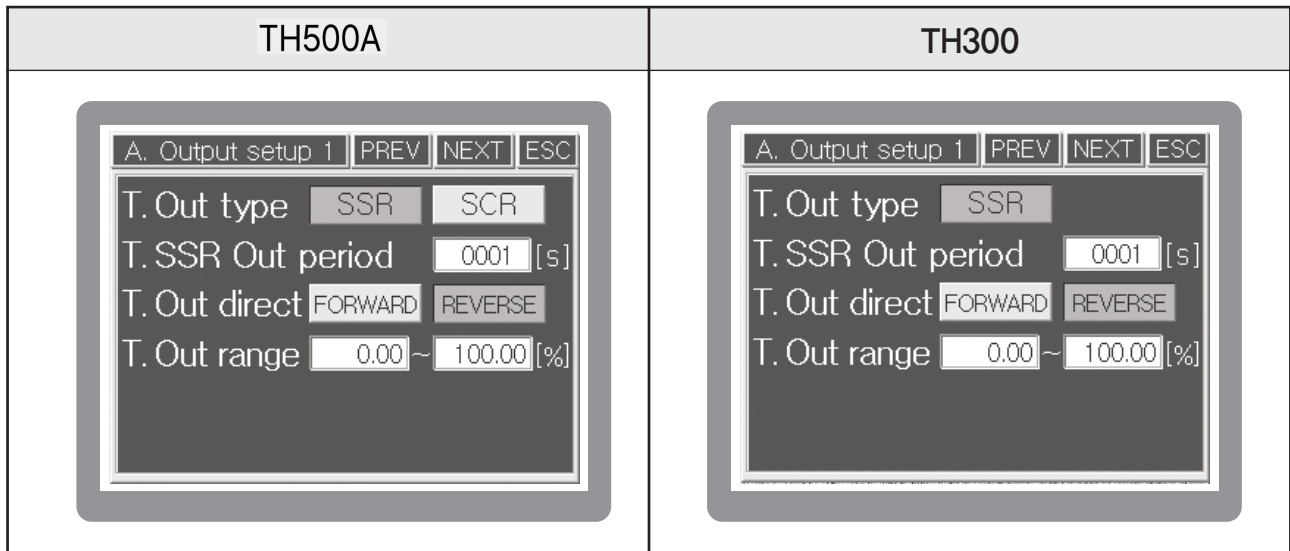 TH500A
TH300
A. Output setup 1 PREV NEXT ESC
T. Out type SSR SCR
T. SSR Out period 0001 [s]
T. Out direct FORWARD REVERSE
T. Out range 0.00 ~ 100.00 [%]
A. Output setup 1 PREV NEXT ESC
T. Out type SSR
T. SSR Out period 0001 [s]
T. Out direct FORWARD REVERSE
T. Out range 0.00 ~ 100.00 [%]